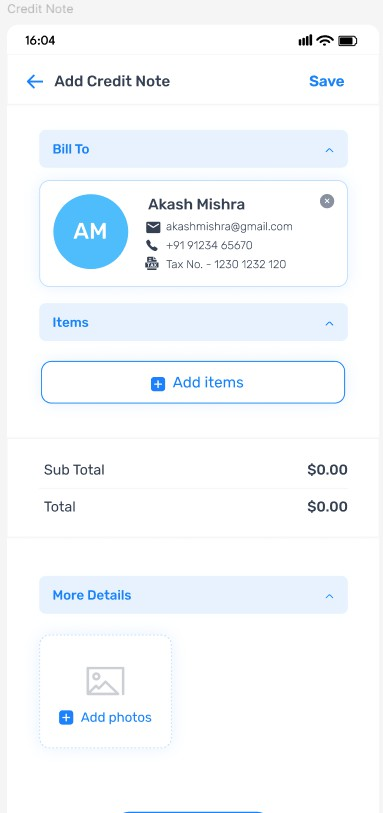 Credit Note
16:04
Add Credit Note Save
Bill To
AM
Akash Mishra
akashmishra@gmail.com
+91 91234 65670
TAX Tax No. - 1230 1232 120
Items
Add items
Sub Total $0.00
Total $0.00
More Details
Add photos